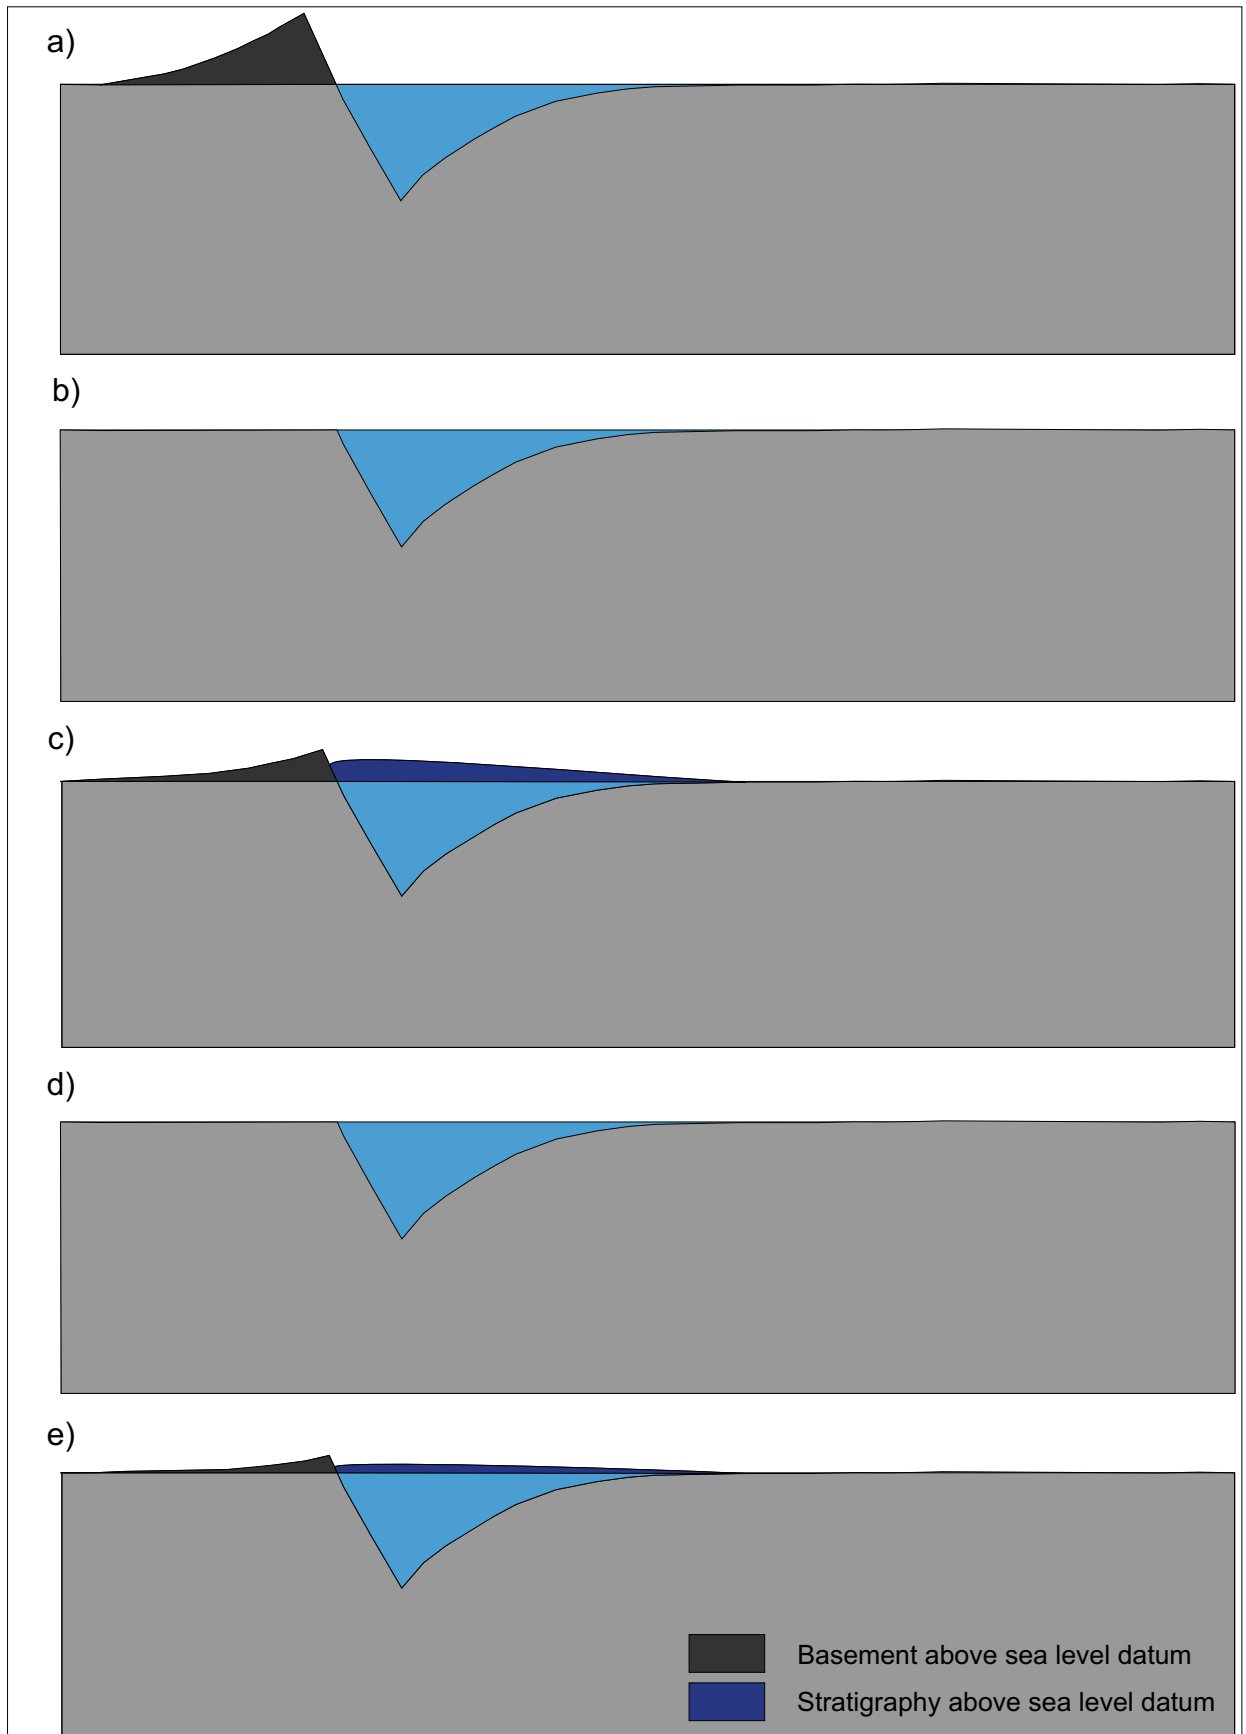 a)
b)
c)
d)
e)
Basement above sea level datum
Stratigraphy above sea level datum